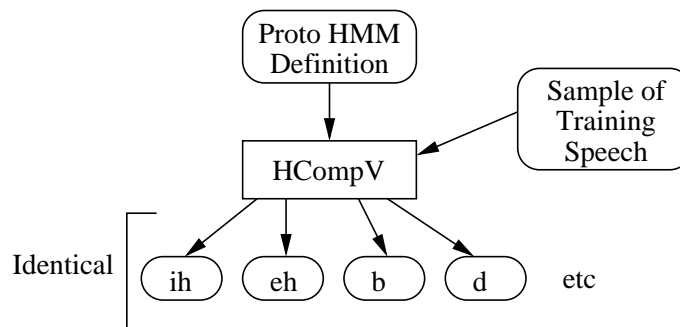 Proto HMM
Definition
Sample of
Training
Speech
HCompV
Identical
ih
eh
b
d
etc